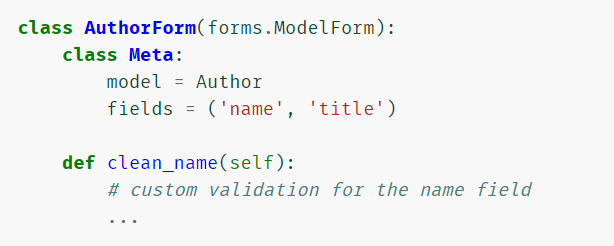 class AuthorForm(forms.ModelForm):
    class Meta:
        model = Author
        fields = ('name', 'title')

    def clean_name(self):
        # custom validation for the name field
        ...